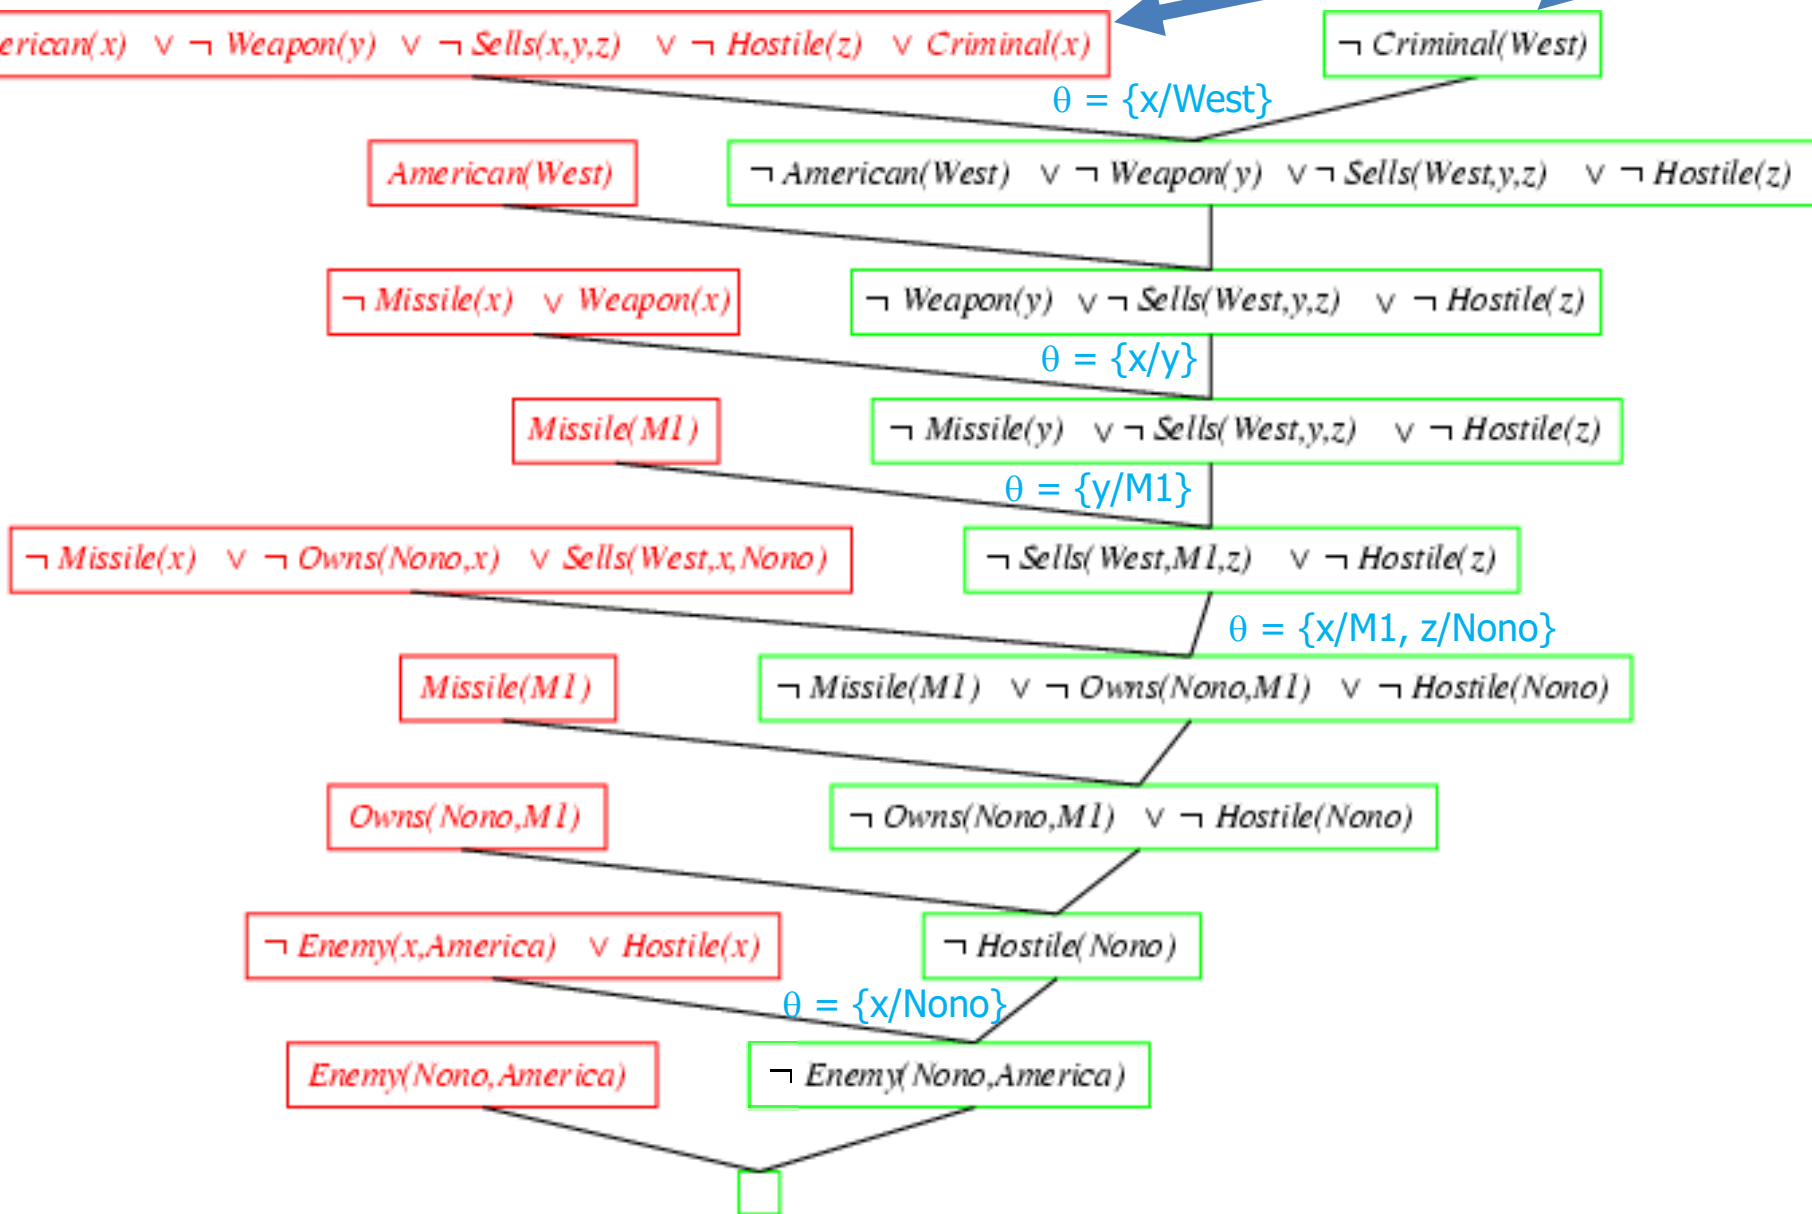 erican(x) ∨ ¬ Weapon(y) ∨ ¬ Sells(x,y,z) ∨ ¬ Hostile(z) ∨ Criminal(x) ¬ Criminal(West)
θ = {x/West}
American(West) ¬ American(West) ∨ ¬ Weapon(y) ∨ ¬ Sells(West,y,z) ∨ ¬ Hostile(z)
¬ Missile(x) ∨ Weapon(x) ¬ Weapon(y) ∨ ¬ Sells(West,y,z) ∨ ¬ Hostile(z)
θ = {x/y}
Missile(M1) ¬ Missile(y) ∨ ¬ Sells(West,y,z) ∨ ¬ Hostile(z)
θ = {y/M1}
¬ Missile(x) ∨ ¬ Owns(Nono,x) ∨ Sells(West,x,Nono) ¬ Sells(West,M1,z) ∨ ¬ Hostile(z)
θ = {x/M1, z/Nono}
Missile(M1) ¬ Missile(M1) ∨ ¬ Owns(Nono,M1) ∨ ¬ Hostile(Nono)
Owns(Nono,M1) ¬ Owns(Nono,M1) ∨ ¬ Hostile(Nono)
¬ Enemy(x,America) ∨ Hostile(x) ¬ Hostile(Nono)
θ = {x/Nono}
Enemy(Nono,America) ¬ Enemy(Nono,America)